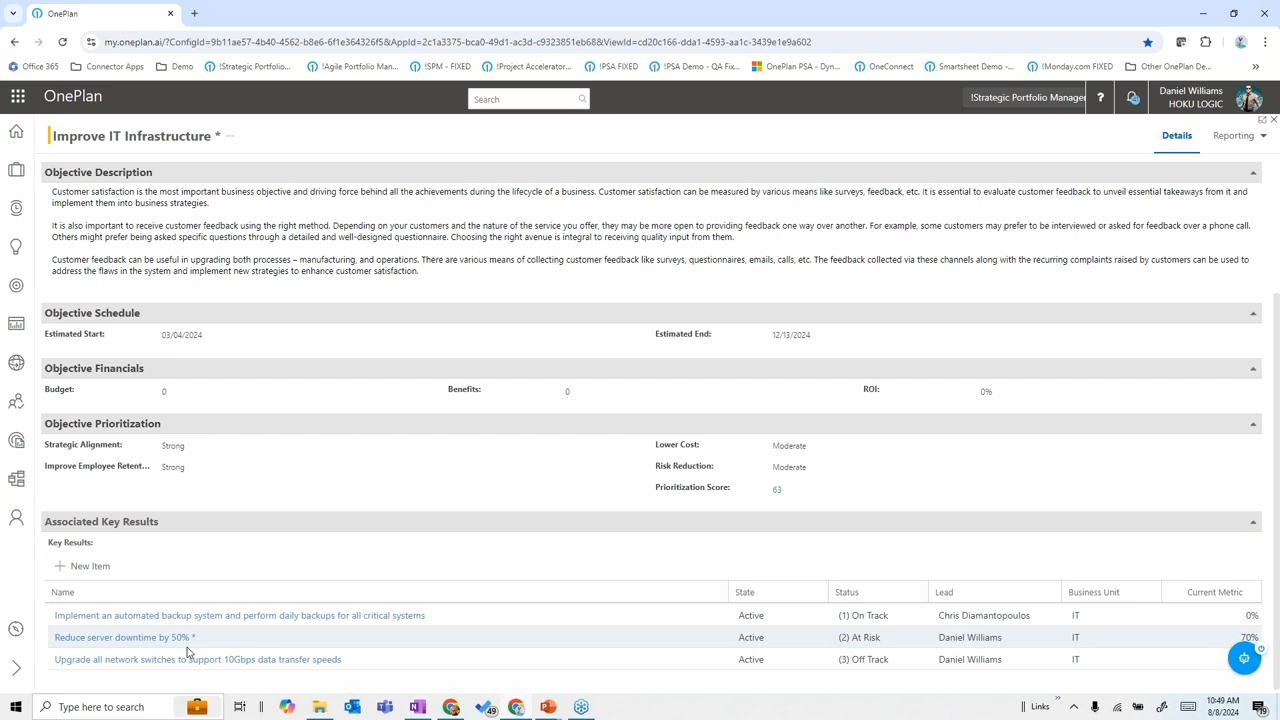 OnePlan
my.oneplan.ai/?ConfigId=9b11ae57-4b40-4562-b8e6-6f1e364326f5&AppId=2c1a3375-bca0-49d1-ac3d-c9323851eb68&ViewId=cd20c166-dda1-4593-aa1c-3439e1e9a602
Office 365 Connector Apps Demo !Strategic Portfolio... !Agile Portfolio Man... !SPM - FIXED !Project Accelerator... !PSA FIXED !PSA Demo - QA Fix... OnePlan PSA - Dyn... OneConnect Smartsheet Demo -... !Monday.com FIXED Other OnePlan De... »
OnePlan Search !Strategic Portfolio Manager ? Daniel Williams
HOKU LOGIC
Improve IT Infrastructure * ... Details Reporting
Objective Description
Customer satisfaction is the most important business objective and driving force behind all the achievements during the lifecycle of a business. Customer satisfaction can be measured by various means like surveys, feedback, etc. It is essential to evaluate customer feedback to unveil essential takeaways from it and
implement them into business strategies.
It is also important to receive customer feedback using the right method. Depending on your customers and the nature of the service you offer, they may be more open to providing feedback one way over another. For example, some customers may prefer to be interviewed or asked for feedback over a phone call.
Others might prefer being asked specific questions through a detailed and well-designed questionnaire. Choosing the right avenue is integral to receiving quality input from them.
Customer feedback can be useful in upgrading both processes – manufacturing, and operations. There are various means of collecting customer feedback like surveys, questionnaires, emails, calls, etc. The feedback collected via these channels along with the recurring complaints raised by customers can be used to
address the flaws in the system and implement new strategies to enhance customer satisfaction.
Objective Schedule
Estimated Start: 03/04/2024 Estimated End: 12/13/2024
Objective Financials
Budget: 0 Benefits: 0 ROI: 0%
Objective Prioritization
Strategic Alignment: Strong Lower Cost: Moderate
Improve Employee Retent... Strong Risk Reduction: Moderate
Prioritization Score: 63
Associated Key Results
Key Results:
New Item
Name State Status Lead Business Unit Current Metric
Implement an automated backup system and perform daily backups for all critical systems Active (1) On Track Chris Diamantopoulos IT 0%
Reduce server downtime by 50% * Active (2) At Risk Daniel Williams IT 70%
Upgrade all network switches to support 10Gbps data transfer speeds Active (3) Off Track Daniel Williams IT
Type here to search 49 Links » 10:49 AM
8/8/2024 19